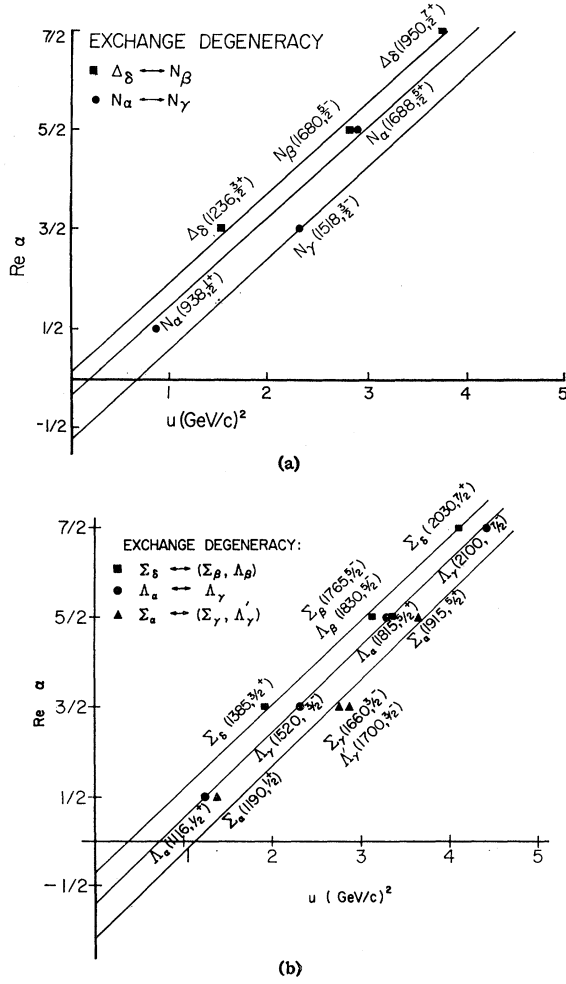 7/2
5/2
3/2
1/2
-1/2
Re α
EXCHANGE DEGENERACY
■ Δδ ⟷ Nβ
● Nα ⟷ Nγ
Δδ(1950,7/2+)
Nβ(1680,5/2-)
Nα(1688,5/2+)
Δδ(1236,3/2+)
Nγ(1518,3/2-)
Nα(938,1/2+)
1 2 3 4
u (GeV/c)²
(a)
7/2
5/2
3/2
1/2
-1/2
Re α
EXCHANGE DEGENERACY:
■ Σδ ⟷ (Σβ, Λβ)
● Λα ⟷ Λγ
▲ Σα ⟷ (Σγ, Λγ′)
Σδ(2030,7/2+)
Λγ(2100,7/2-)
Σβ(1765,5/2-)
Λβ(1830,5/2-)
Λα(1815,5/2+)
Σα(1915,5/2+)
Σδ(1385,3/2+)
Λγ(1520,3/2-)
Σγ(1660,3/2-)
Λγ′(1700,3/2-)
Λα(1116,1/2+)
Σα(1190,1/2+)
1 2 3 4 5
u (GeV/c)²
(b)